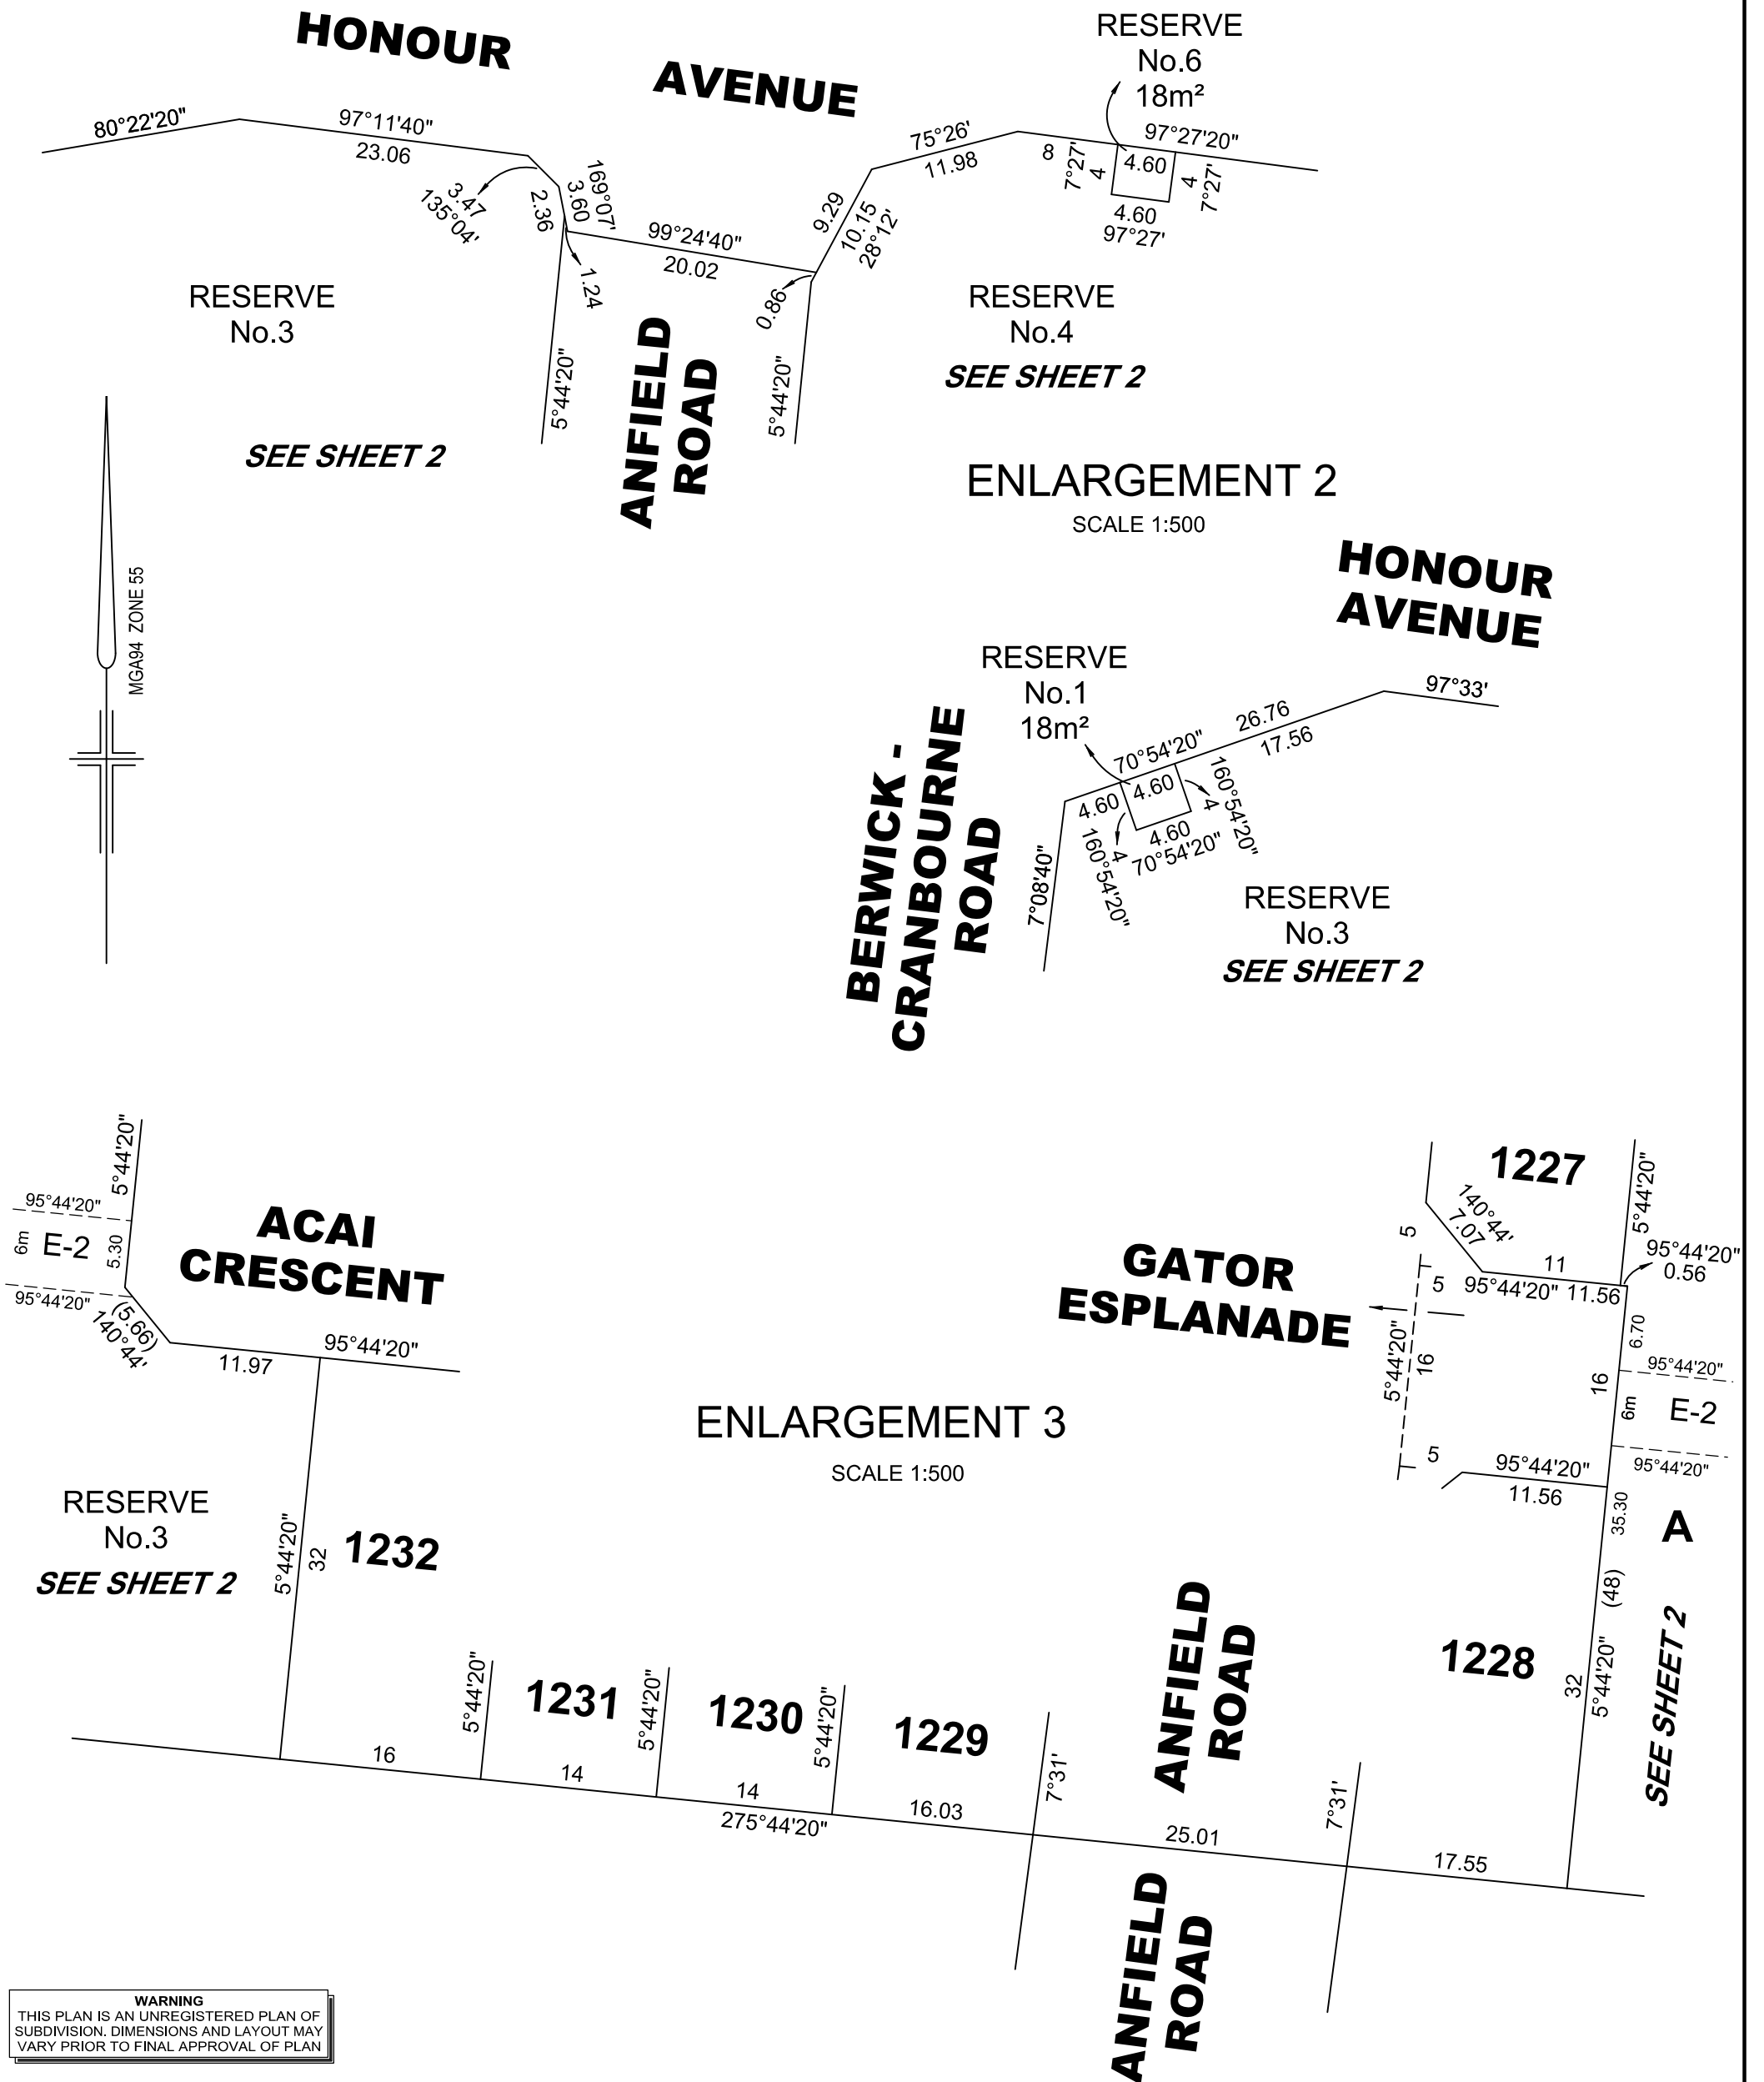 HONOUR
AVENUE
RESERVE
No.6
18m²
80°22'20"
97°11'40"
23.06
3.47
135°04'
2.36
3.60
169°07'
1.24
99°24'40"
20.02
0.86
9.29
10.15
28°12'
75°26'
11.98
8
7°27'
4
4.60
97°27'20"
4
7°27'
4.60
97°27'
RESERVE
No.3
SEE SHEET 2
5°44'20"
ANFIELD
ROAD
5°44'20"
RESERVE
No.4
SEE SHEET 2
ENLARGEMENT 2
SCALE 1:500
MGA94 ZONE 55
HONOUR
AVENUE
RESERVE
No.1
18m²
BERWICK -
CRANBOURNE
ROAD
97°33'
26.76
17.56
70°54'20"
4.60
4.60
4
160°54'20"
4
160°54'20"
4.60
70°54'20"
7°08'40"
RESERVE
No.3
SEE SHEET 2
5°44'20"
95°44'20"
6m
E-2
5.30
95°44'20"
(5.66)
140°44'
ACAI
CRESCENT
11.97
95°44'20"
GATOR
ESPLANADE
1227
140°44'
7.07
5°44'20"
5
5
11
95°44'20"
11.56
95°44'20"
0.56
6.70
5°44'20"
16
16
95°44'20"
6m
E-2
95°44'20"
5
95°44'20"
11.56
35.30
A
(48)
SEE SHEET 2
ENLARGEMENT 3
SCALE 1:500
RESERVE
No.3
SEE SHEET 2
5°44'20"
32
1232
5°44'20"
1231
5°44'20"
1230
5°44'20"
1229
7°31'
ANFIELD
ROAD
7°31'
1228
32
5°44'20"
16
14
14
275°44'20"
16.03
25.01
17.55
ANFIELD
ROAD
WARNING
THIS PLAN IS AN UNREGISTERED PLAN OF
SUBDIVISION. DIMENSIONS AND LAYOUT MAY
VARY PRIOR TO FINAL APPROVAL OF PLAN